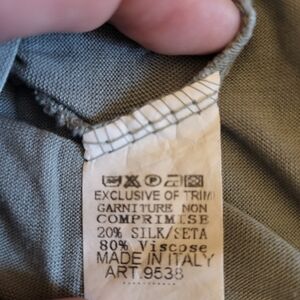 EXCLUSIVE OF TRIM
GARNITURE NON
COMPRIMISE
20% SILK/SETA
80% Viscose
MADE IN ITALY
ART.9538